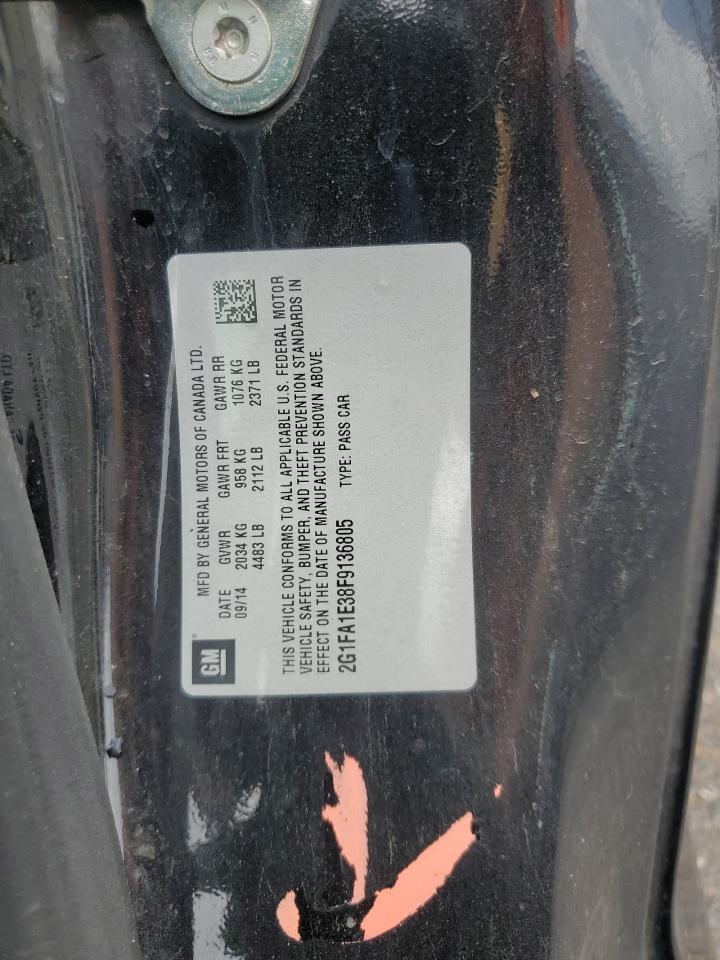 GM
MFD BY GENERAL MOTORS OF CANADA LTD.
DATE GVWR GAWR FRT GAWR RR
09/14 2034 KG 958 KG 1076 KG
4483 LB 2112 LB 2371 LB
THIS VEHICLE CONFORMS TO ALL APPLICABLE U.S. FEDERAL MOTOR
VEHICLE SAFETY, BUMPER, AND THEFT PREVENTION STANDARDS IN
EFFECT ON THE DATE OF MANUFACTURE SHOWN ABOVE.
2G1FA1E38F9136805 TYPE: PASS CAR